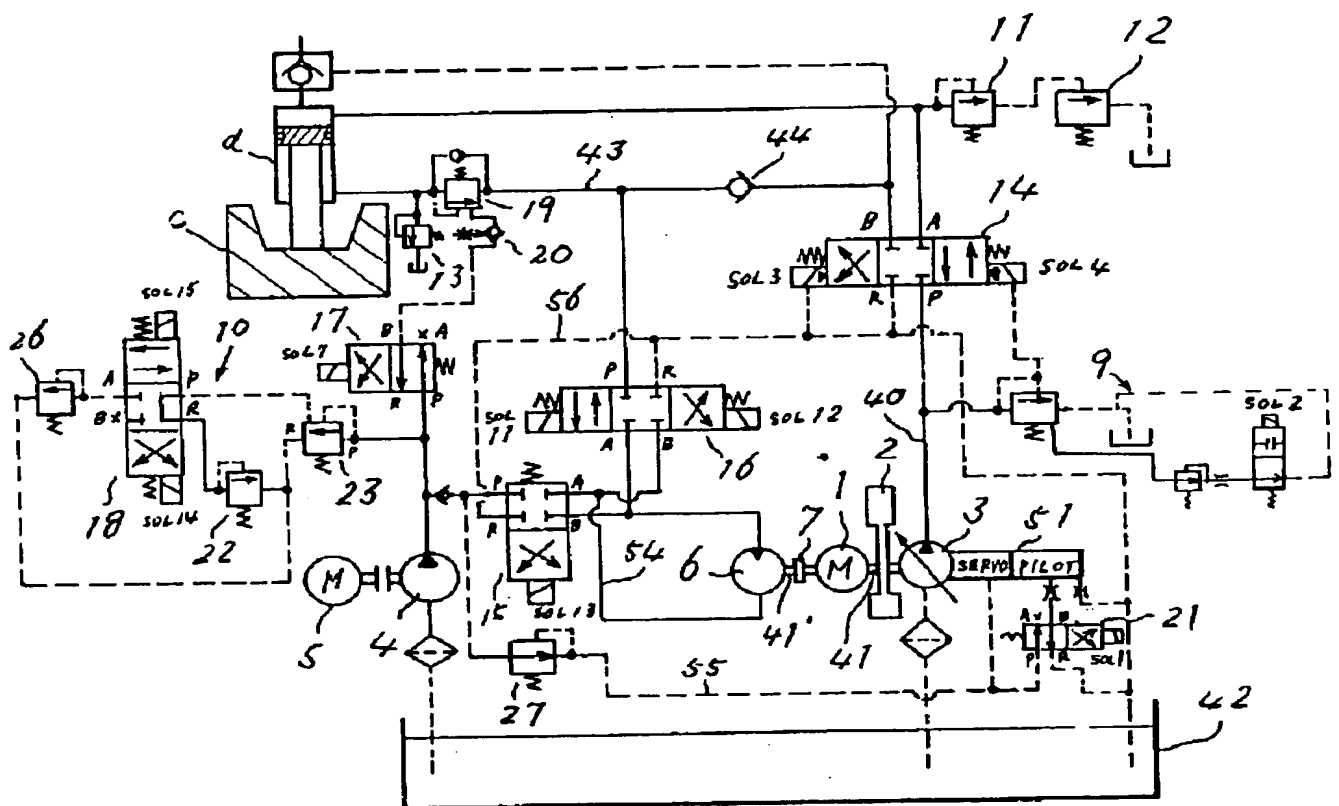 11
12
d
43
44
B
A
14
19
C
20
SOL 3
SOL 4
13
R
P
SOL 15
17
B
x A
56
26
10
SOL 7
A
P
R
P
P
R
9
B x
R
40
SOL 2
SOL 11
SOL 12
R
P
A
B
16
23
2
18
P
A
1
3
51
SOL 14
22
R
B
7
54
6
M
SERVO
PILOT
M
15
SOL 13
41'
41
A x
B
21
5
4
P
R
SOL 1
55
27
42